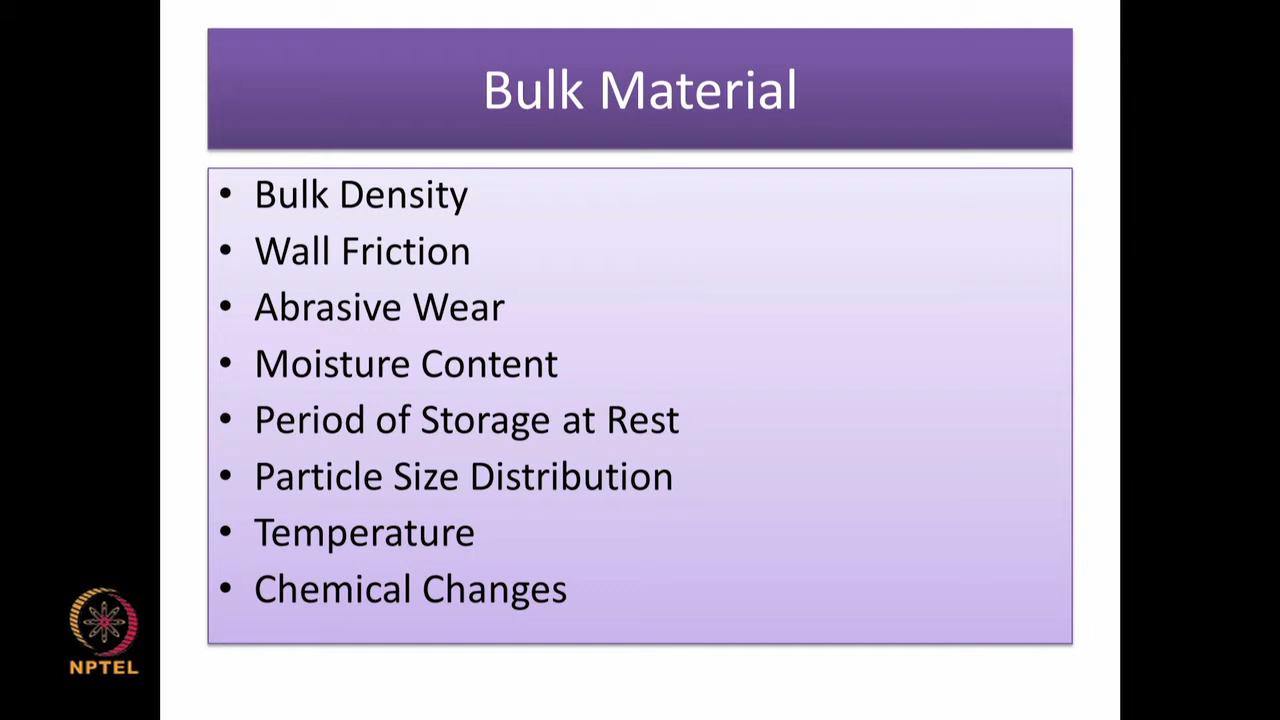 Bulk Material
• Bulk Density
• Wall Friction
• Abrasive Wear
• Moisture Content
• Period of Storage at Rest
• Particle Size Distribution
• Temperature
• Chemical Changes
NPTEL